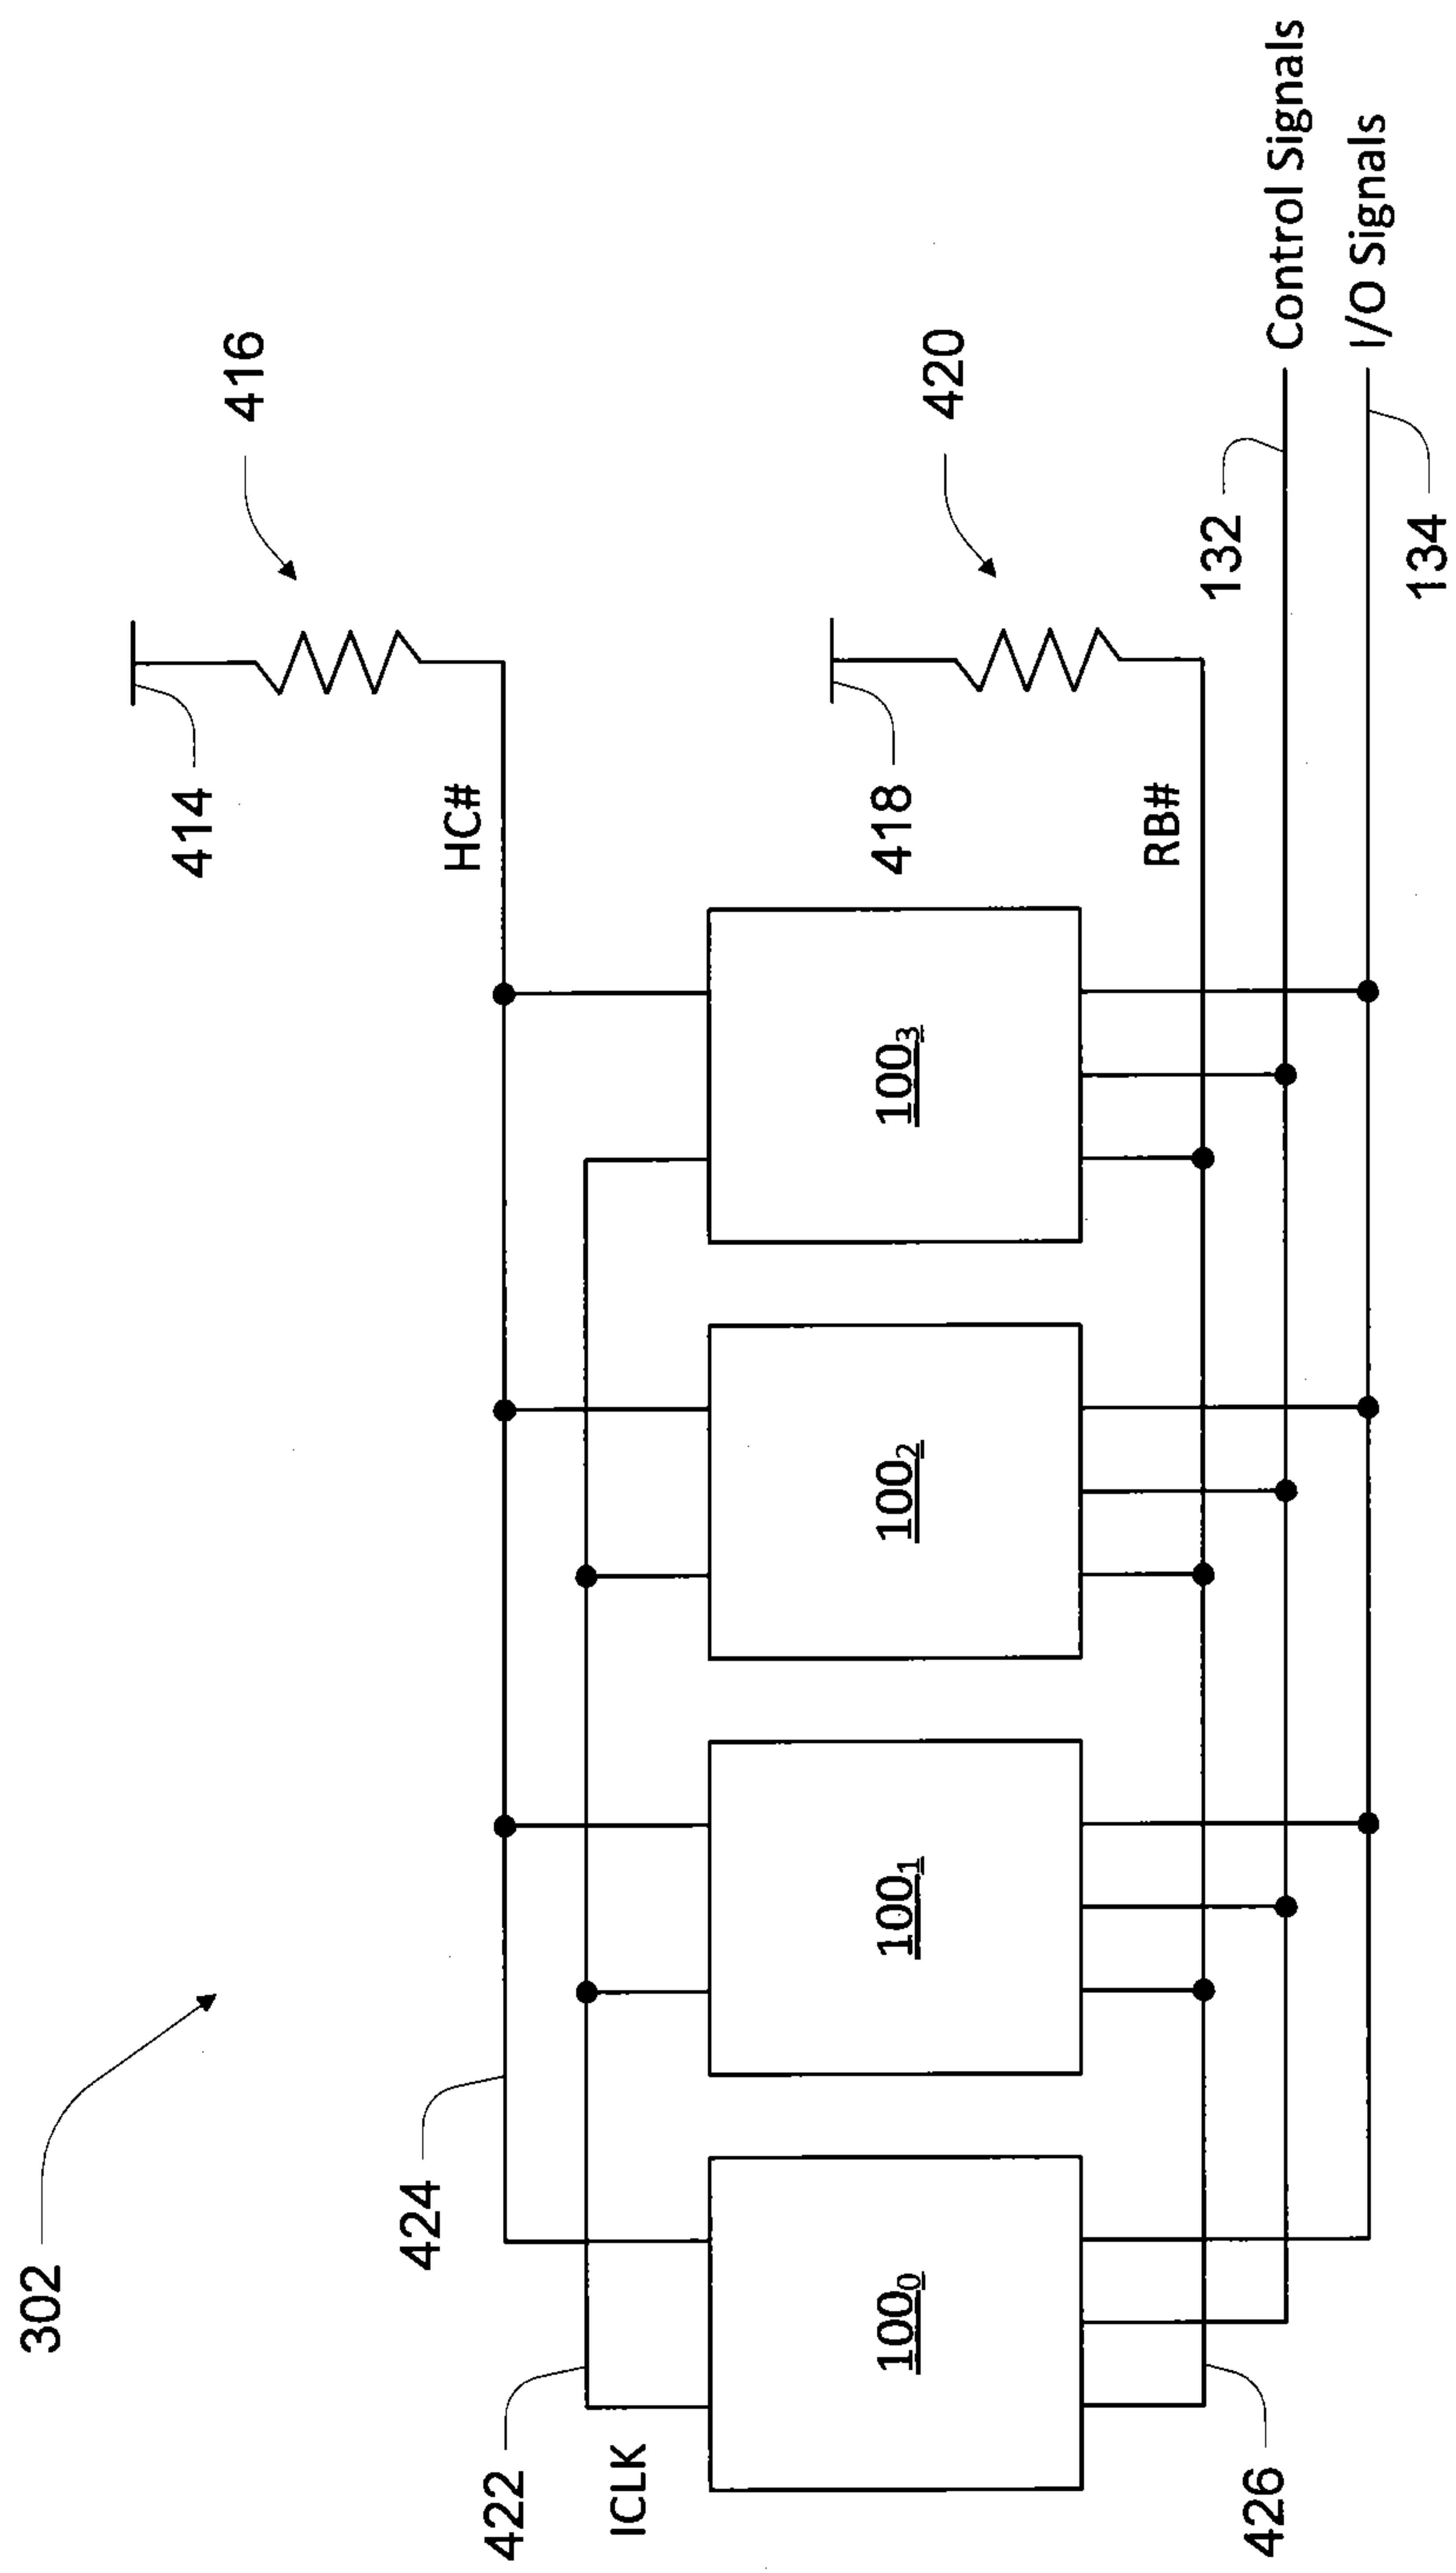 302
416
414
HC#
424
422
ICLK
100₀
100₁
100₂
100₃
420
418
RB#
426
132
Control Signals
I/O Signals
134